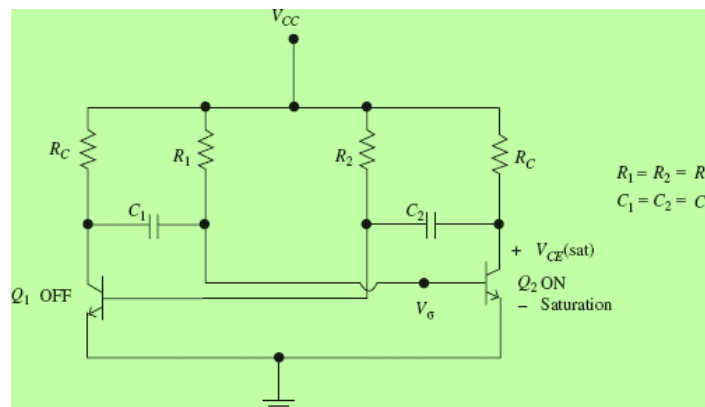 V_CC
R_C
R_1
R_2
R_C
R_1 = R_2 = R
C_1 = C_2 = C
C_1
C_2
+ V_CE(sat)
Q_1 OFF
Q_2 ON
V_σ
− Saturation